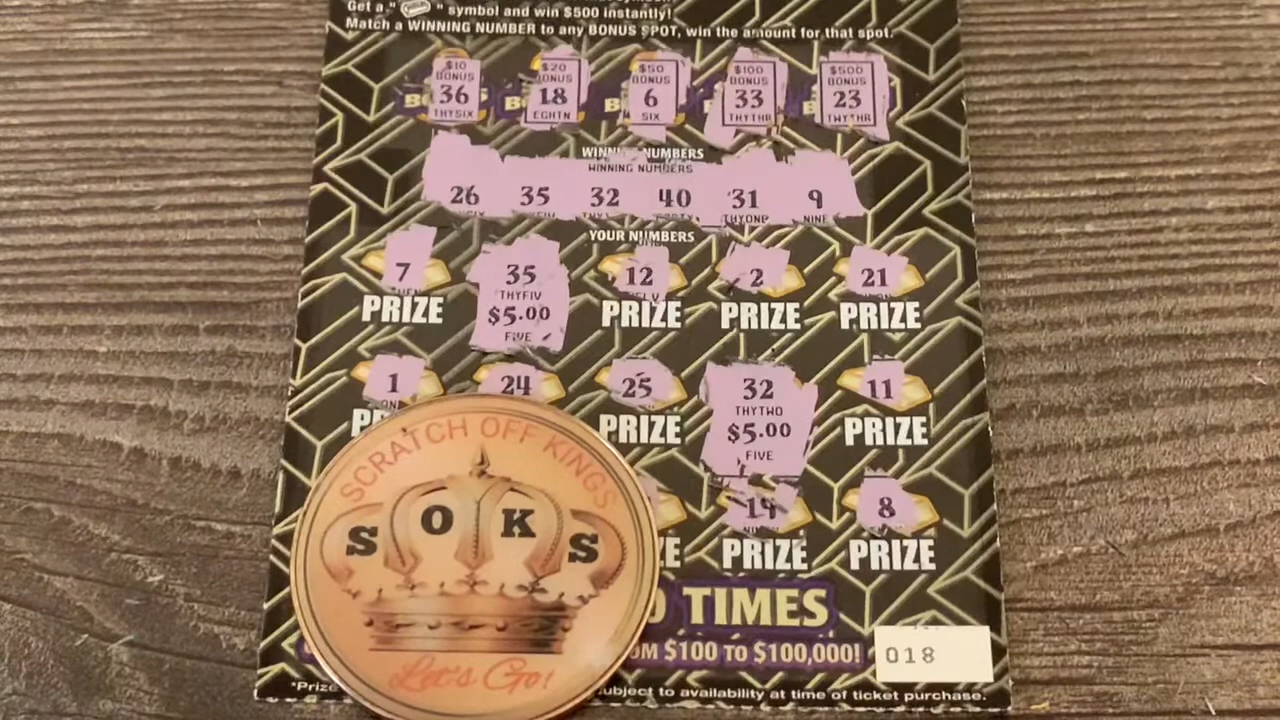 Get a " " symbol and win $500 instantly!
Match a WINNING NUMBER to any BONUS SPOT, win the amount for that spot.
$10 $20 $50 $100 $500
BONUS BONUS BONUS BONUS BONUS
36 18 6 33 23
THYSIX EGHTN SIX THYTHR TWYTHR
WINNING NUMBERS
WINNING NUMBERS
26 35 32 40 31 9
THYONE NINE
YOUR NUMBERS
7 35 12 2 21
THYFIV
PRIZE $5.00 PRIZE PRIZE PRIZE
FIVE
1 24 25 32 11
THYTWO
PRIZE $5.00 PRIZE
FIVE
19 8
PRIZE PRIZE
TIMES
$100 TO $100,000!
018
*Prize
subject to availability at time of ticket purchase.
SCRATCH OFF KINGS
S O K S
Let's Go!